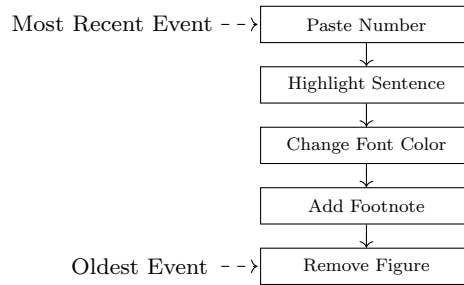 Most Recent Event Paste Number
Highlight Sentence
Change Font Color
Add Footnote
Oldest Event Remove Figure